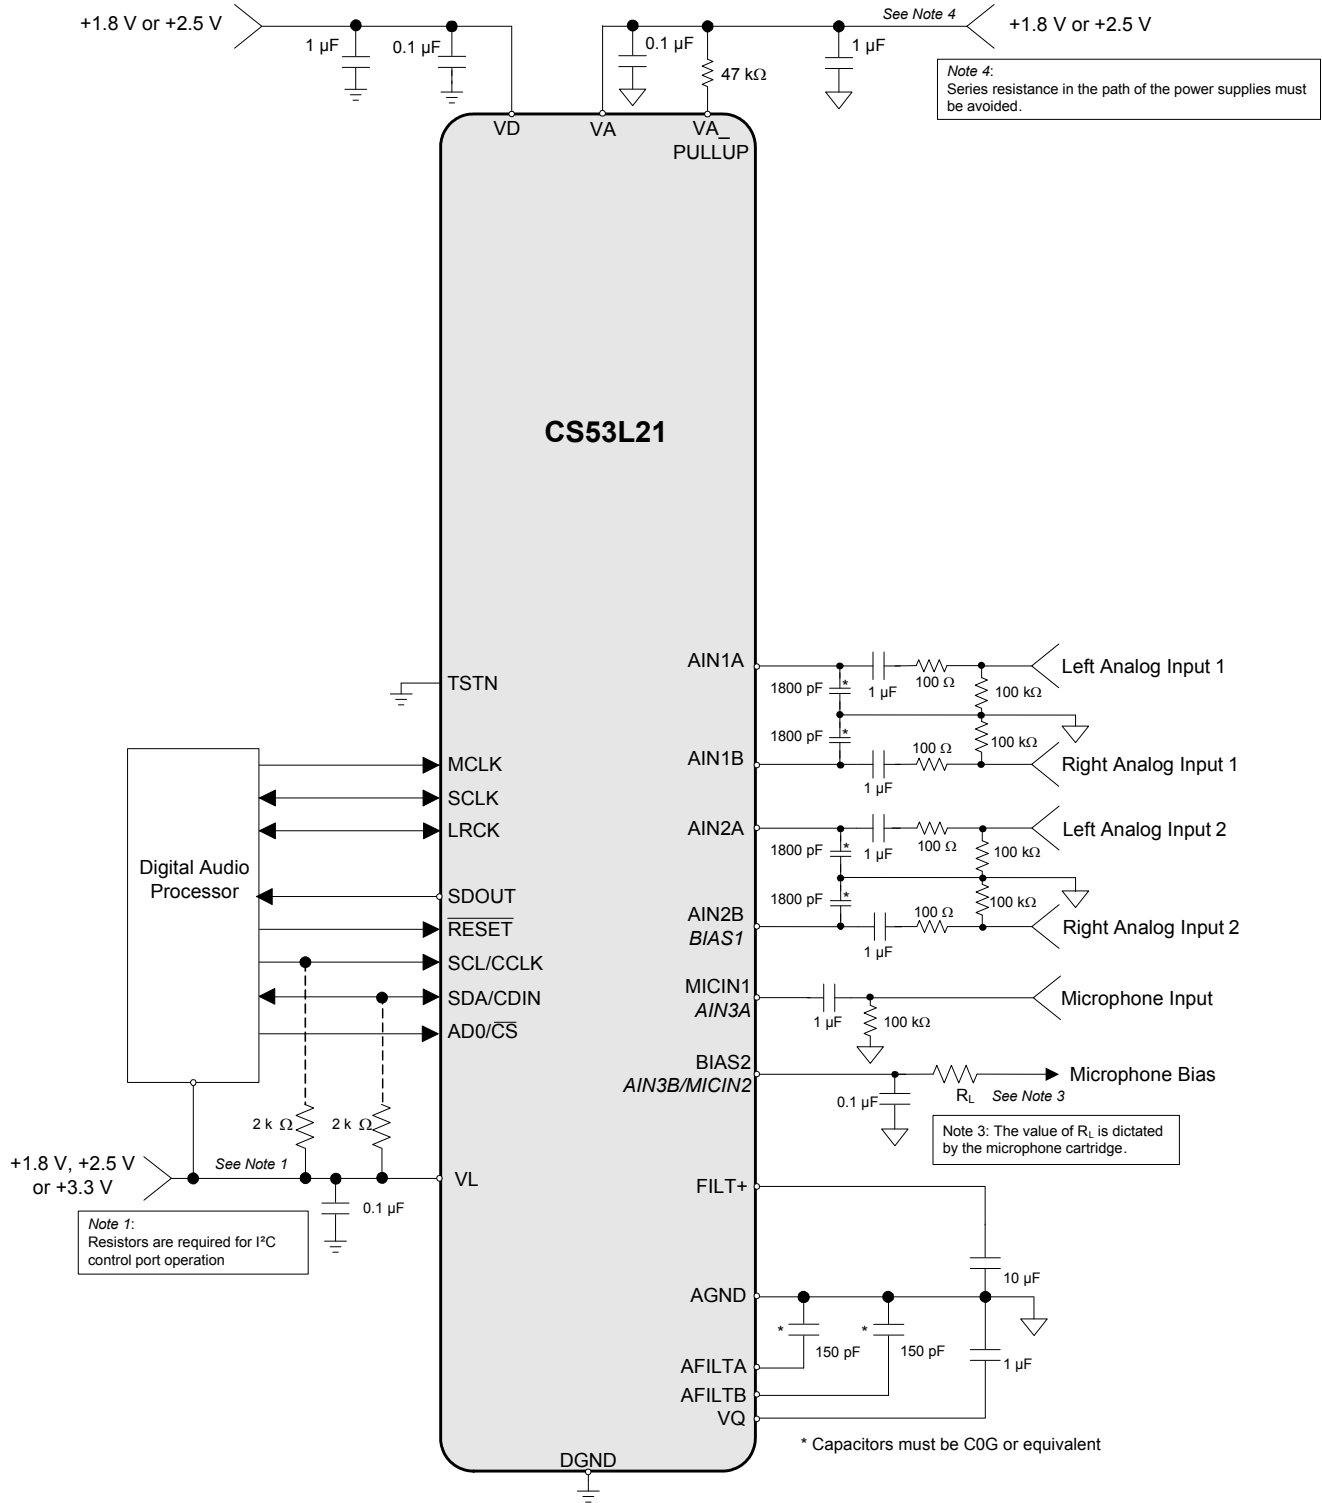 +1.8 V or +2.5 V
1 µF
0.1 µF
0.1 µF
47 kΩ
1 µF
See Note 4
+1.8 V or +2.5 V
Note 4:
Series resistance in the path of the power supplies must
be avoided.
VD
VA
VA_
PULLUP
CS53L21
TSTN
MCLK
SCLK
LRCK
SDOUT
RESET
SCL/CCLK
SDA/CDIN
AD0/CS
Digital Audio
Processor
2 k Ω
2 k Ω
+1.8 V, +2.5 V
or +3.3 V
See Note 1
VL
0.1 µF
Note 1:
Resistors are required for I²C
control port operation
AIN1A
1800 pF
*
1 µF
100 Ω
100 kΩ
Left Analog Input 1
1800 pF
*
AIN1B
1 µF
100 Ω
100 kΩ
Right Analog Input 1
AIN2A
1800 pF
*
1 µF
100 Ω
100 kΩ
Left Analog Input 2
1800 pF
*
AIN2B
BIAS1
1 µF
100 Ω
100 kΩ
Right Analog Input 2
MICIN1
AIN3A
1 µF
100 kΩ
Microphone Input
BIAS2
AIN3B/MICIN2
0.1 µF
RL
See Note 3
Microphone Bias
Note 3: The value of RL is dictated
by the microphone cartridge.
FILT+
10 µF
AGND
*
150 pF
*
150 pF
1 µF
AFILTA
AFILTB
VQ
* Capacitors must be C0G or equivalent
DGND